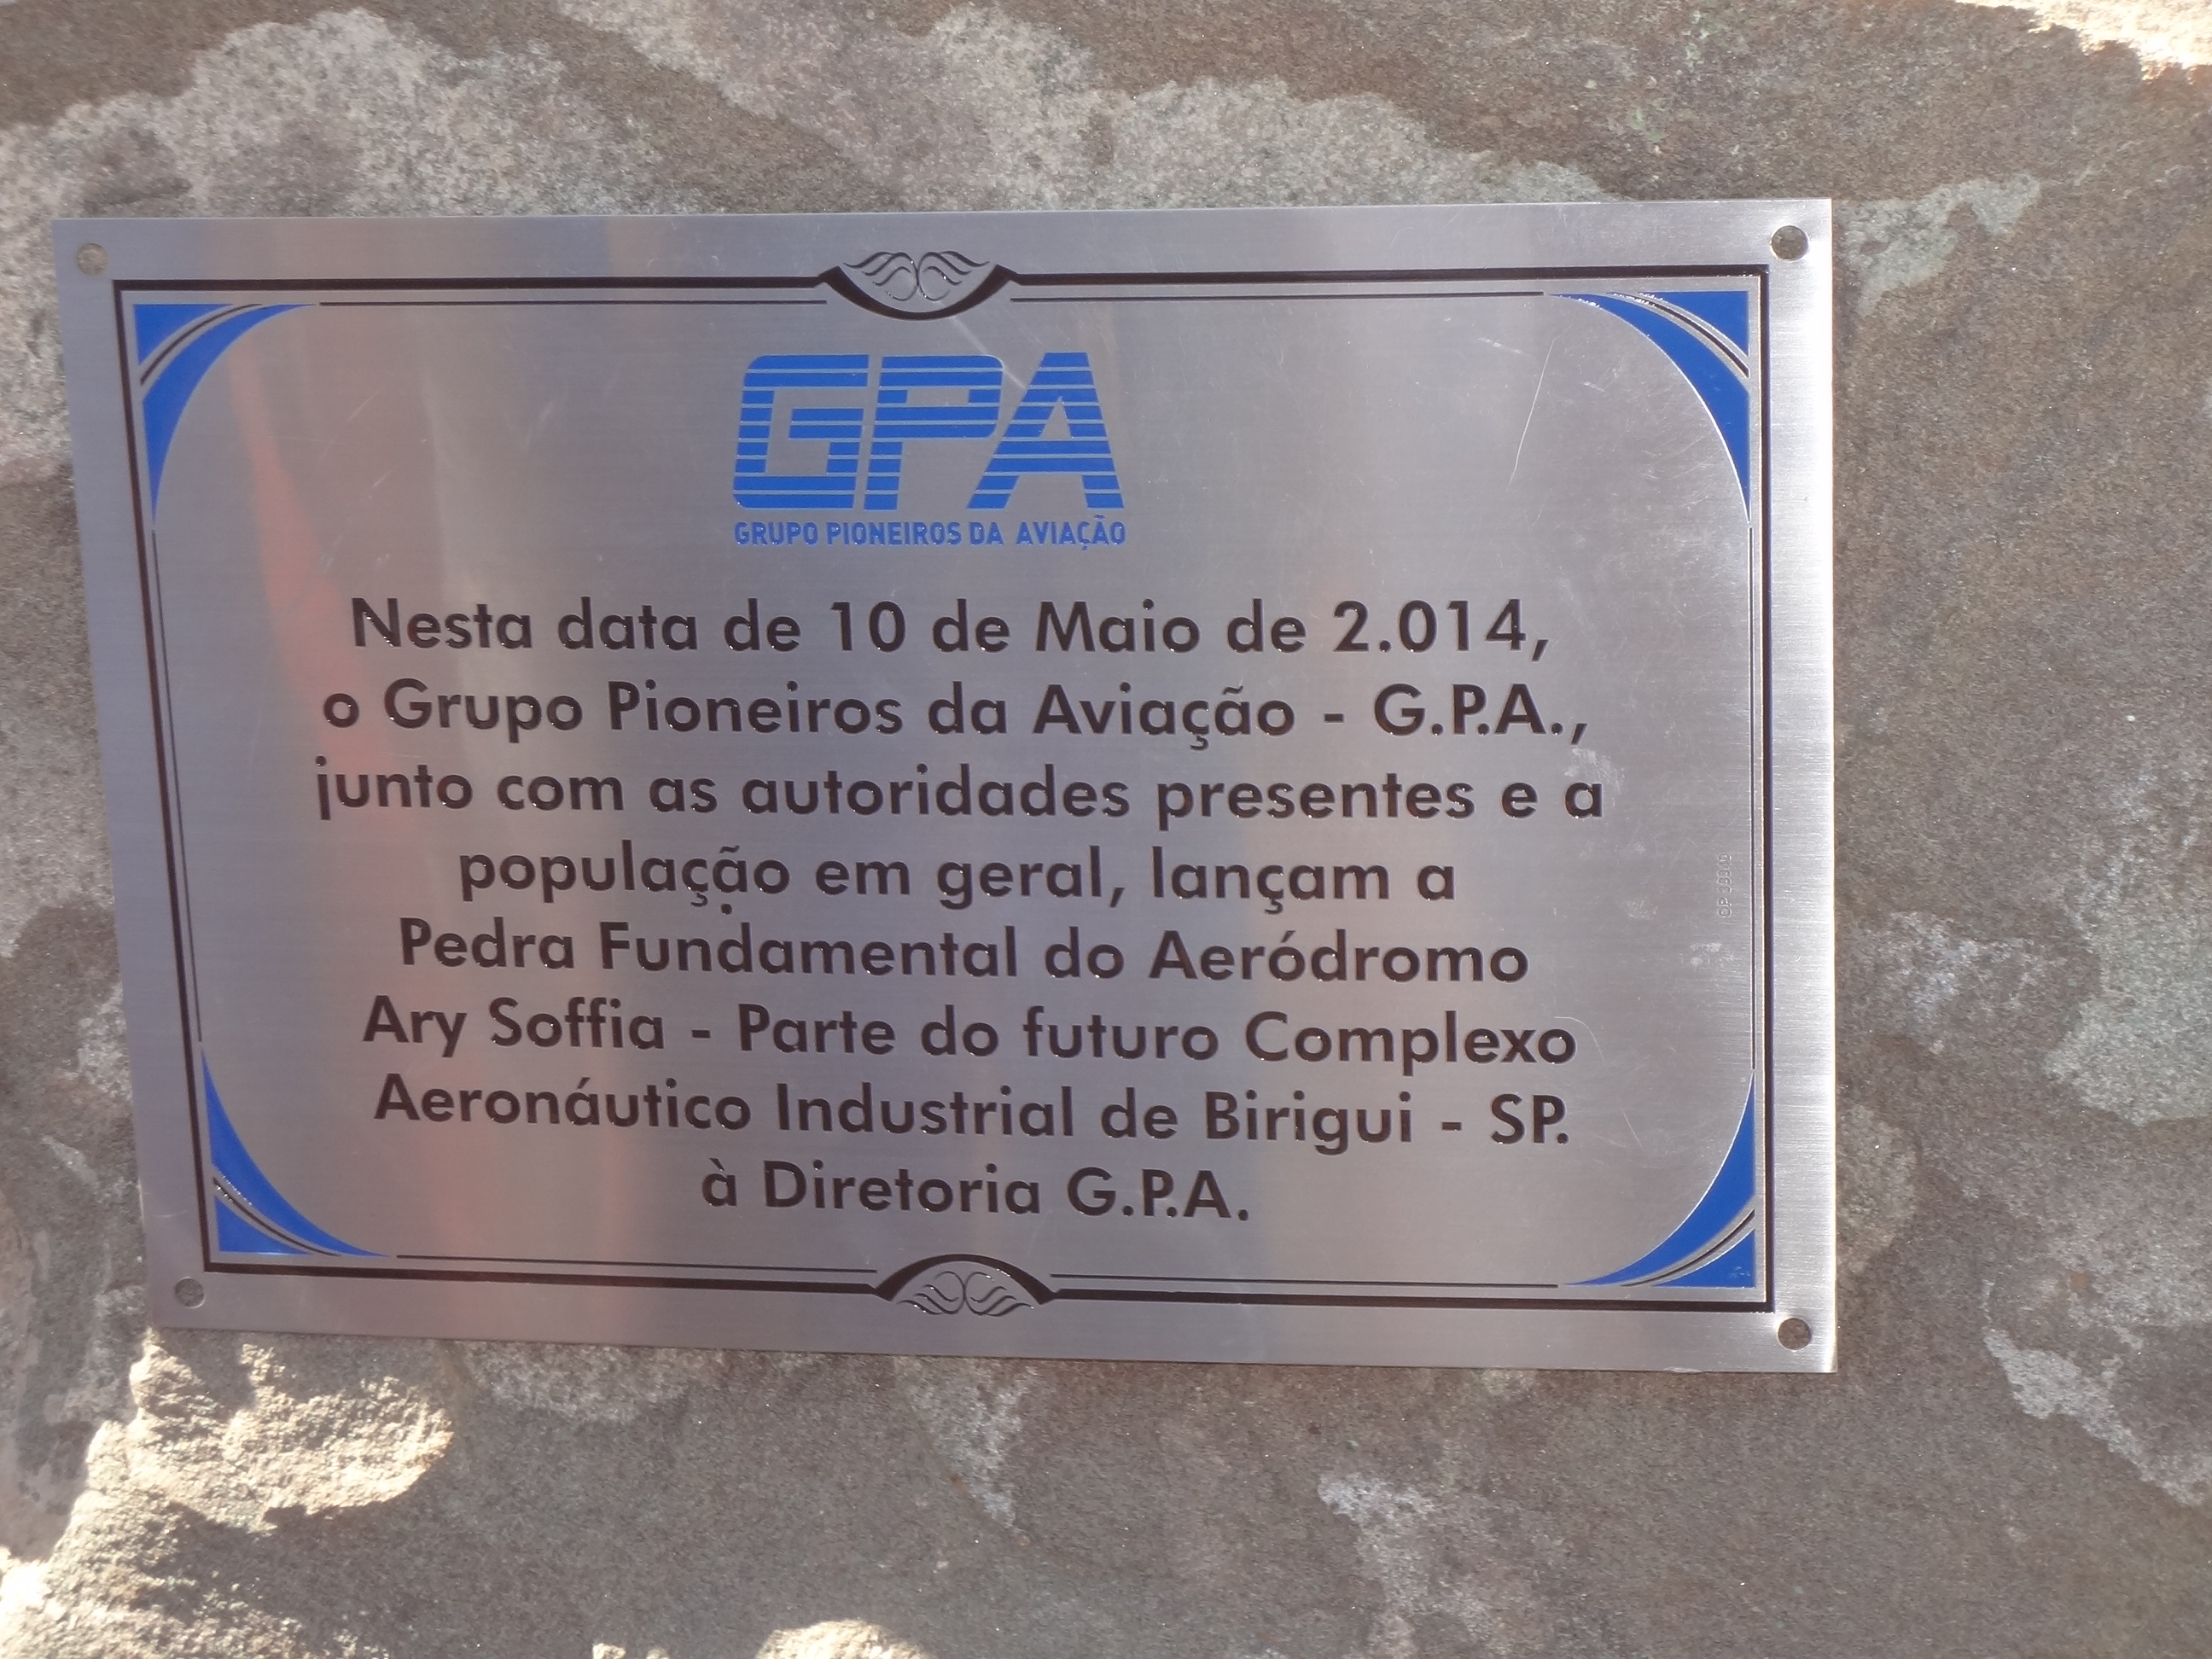 GPA
GRUPO PIONEIROS DA AVIAÇÃO
Nesta data de 10 de Maio de 2.014,
o Grupo Pioneiros da Aviação - G.P.A.,
junto com as autoridades presentes e a
população em geral, lançam a
Pedra Fundamental do Aeródromo
Ary Soffia - Parte do futuro Complexo
Aeronáutico Industrial de Birigui - SP.
à Diretoria G.P.A.